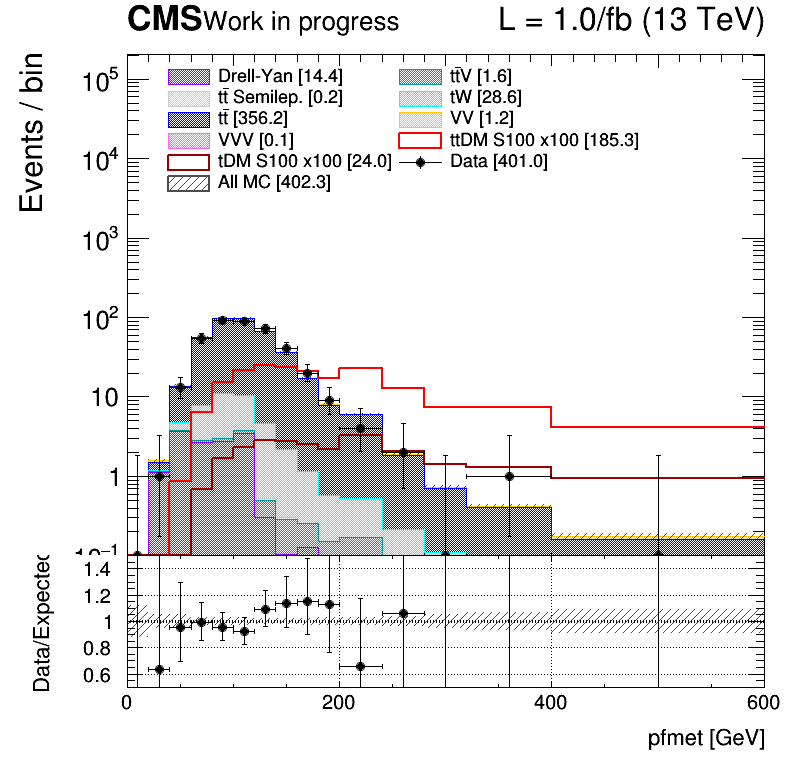 CMS Work in progress L = 1.0/fb (13 TeV)
Events / bin
10⁵
10⁴
10³
10²
10
1
10⁻¹
Drell-Yan [14.4]
tt̄V [1.6]
tt̄ Semilep. [0.2]
tW [28.6]
tt̄ [356.2]
VV [1.2]
VVV [0.1]
ttDM S100 x100 [185.3]
tDM S100 x100 [24.0]
Data [401.0]
All MC [402.3]
Data/Expected
1.4
1.2
1
0.8
0.6
0 200 400 600
pfmet [GeV]